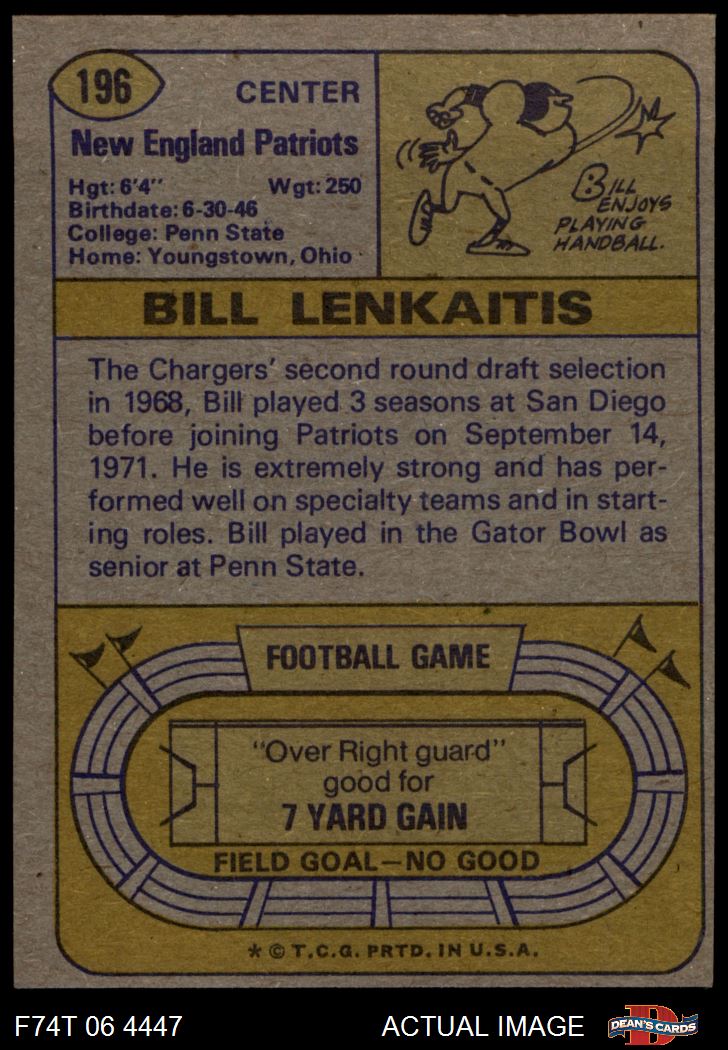 196
CENTER
New England Patriots
Hgt: 6'4" Wgt: 250
Birthdate: 6-30-46
College: Penn State
Home: Youngstown, Ohio
BILL
ENJOYS
PLAYING
HANDBALL.
BILL LENKAITIS
The Chargers' second round draft selection
in 1968, Bill played 3 seasons at San Diego
before joining Patriots on September 14,
1971. He is extremely strong and has per-
formed well on specialty teams and in start-
ing roles. Bill played in the Gator Bowl as
senior at Penn State.
FOOTBALL GAME
"Over Right guard"
good for
7 YARD GAIN
FIELD GOAL—NO GOOD
* © T.C.G. PRTD. IN U.S.A.
F74T 06 4447 ACTUAL IMAGE
D
DEAN'S CARDS